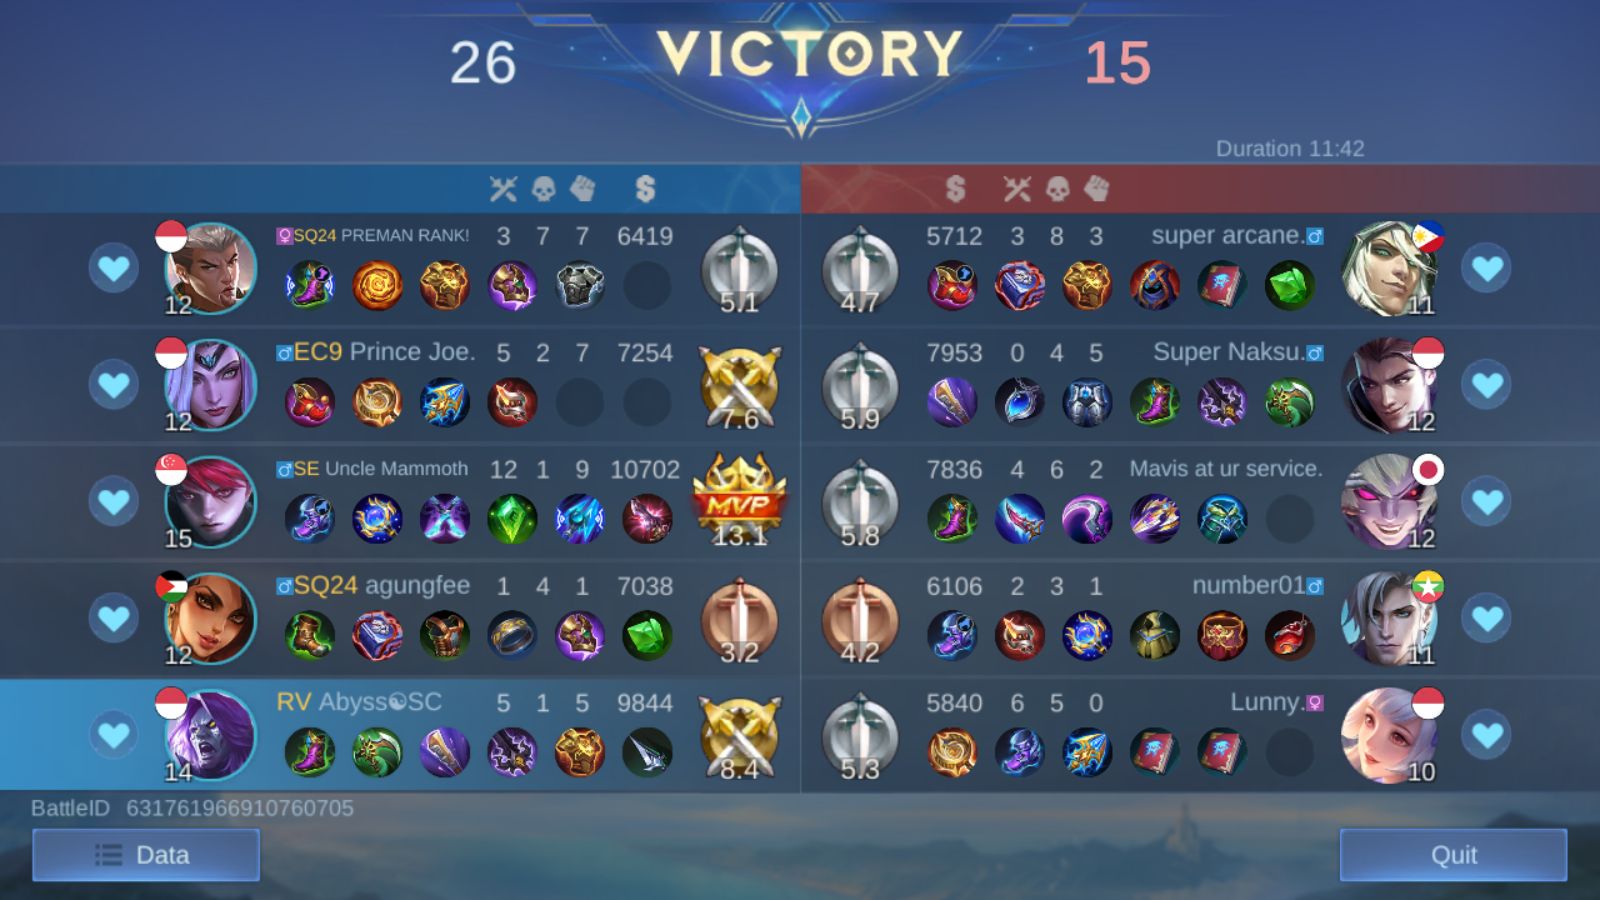 26 VICTORY 15
Duration 11:42
SQ24 PREMAN RANK! 3 7 7 6419
12 5.1
5712 3 8 3 super arcane.
4.7 11
EC9 Prince Joe. 5 2 7 7254
12 7.6
7953 0 4 5 Super Naksu.
5.9 12
SE Uncle Mammoth 12 1 9 10702
15 MVP 13.1
7836 4 6 2 Mavis at ur service.
5.8 12
SQ24 agungfee 1 4 1 7038
12 3.2
6106 2 3 1 number01
4.2 11
RV Abyss☯SC 5 1 5 9844
14 8.4
5840 6 5 0 Lunny.
5.3 10
BattleID 631761966910760705
Data
Quit